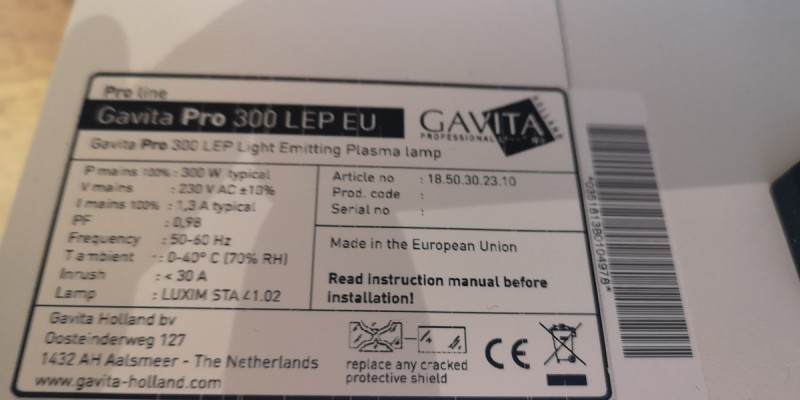 Pro line
Gavita Pro 300 LEP EU
GAVITA
HOLLAND
PROFESSIONAL
Gavita Pro 300 LEP Light Emitting Plasma lamp
P mains 100% : 300 W typical
V mains : 230 V AC ±10%
I mains 100% : 1,3 A typical
PF : 0,98
Frequency : 50-60 Hz
T ambient : 0-40° C (70% RH)
Inrush : < 30 A
Lamp : LUXIM STA 41.02
Article no : 18.50.30.23.10
Prod. code :
Serial no :
Made in the European Union
Read instruction manual before
installation!
Gavita Holland bv
Oosteinderweg 127
1432 AH Aalsmeer - The Netherlands
www.gavita-holland.com
replace any cracked
protective shield
CE
*0351813B0104978*